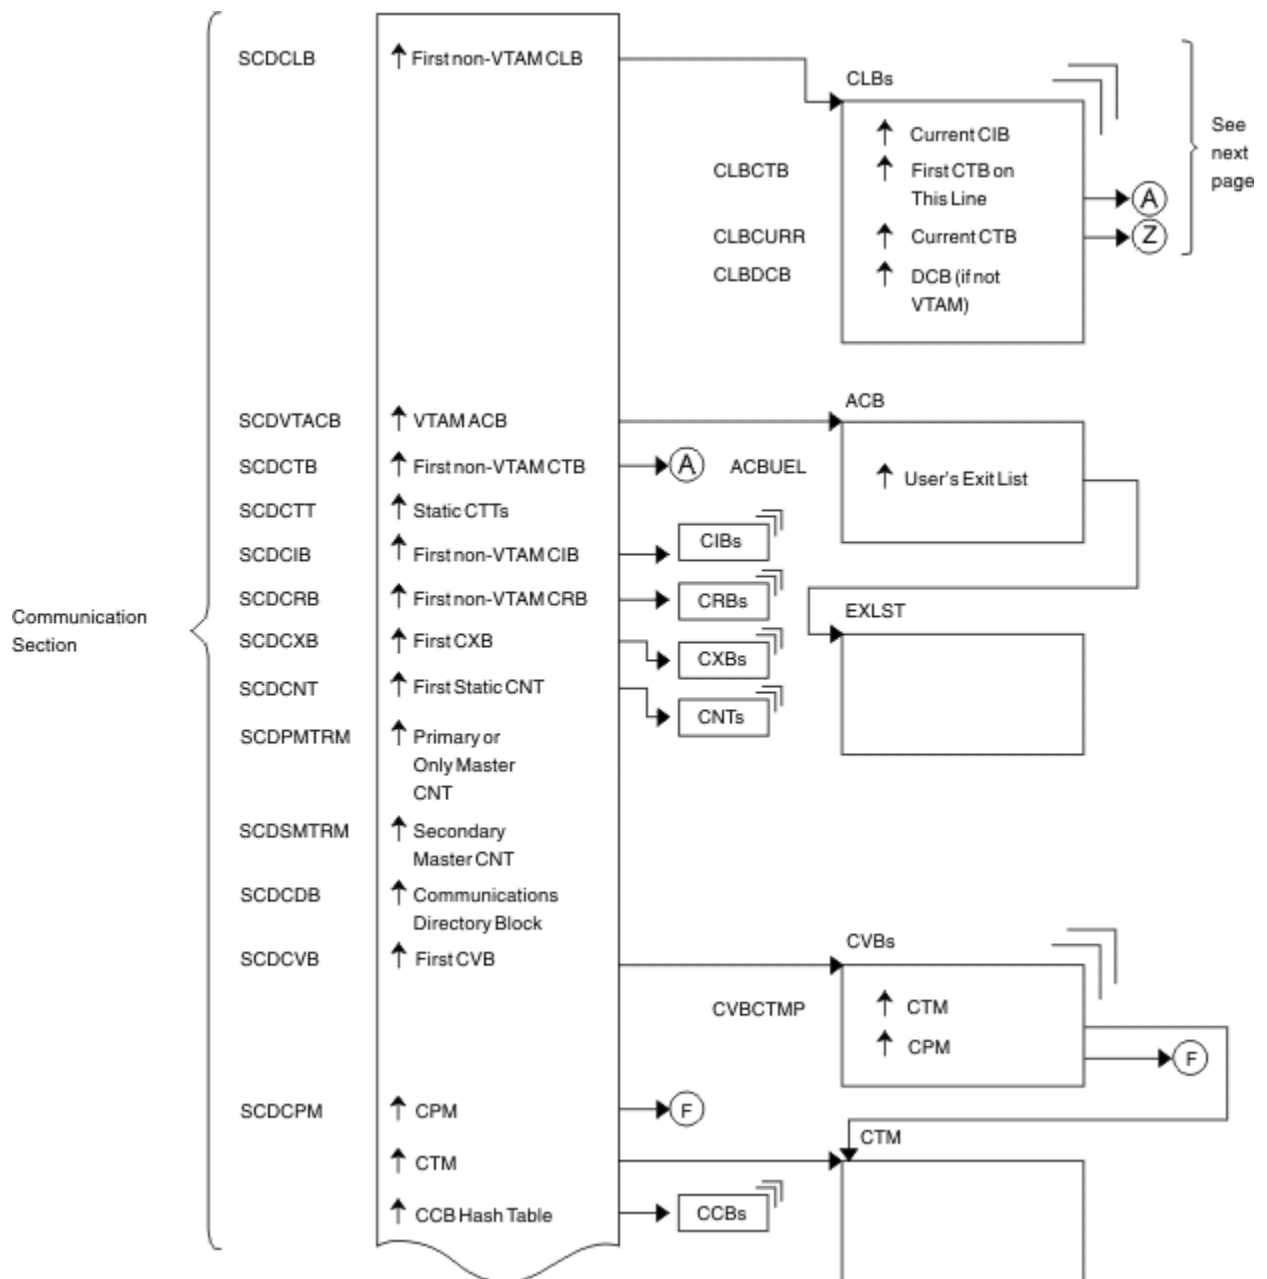 SCDCLB
First non-VTAM CLB
CLBs
Current CIB
CLBCTB
First CTB on
This Line
A
CLBCURR
Current CTB
Z
CLBDCB
DCB (if not
VTAM)
See
next
page
SCDVTACB
VTAM ACB
ACB
SCDCTB
First non-VTAM CTB
A
ACBUEL
User's Exit List
SCDCTT
Static CTTs
SCDCIB
First non-VTAM CIB
CIBs
SCDCRB
First non-VTAM CRB
CRBs
EXLST
Communication
Section
SCDCXB
First CXB
CXBs
SCDCNT
First Static CNT
CNTs
SCDPMTRM
Primary or
Only Master
CNT
SCDSMTRM
Secondary
Master CNT
SCDCDB
Communications
Directory Block
SCDCVB
First CVB
CVBs
CVBCTMP
CTM
CPM
F
SCDCPM
CPM
F
CTM
CTM
CCB Hash Table
CCBs